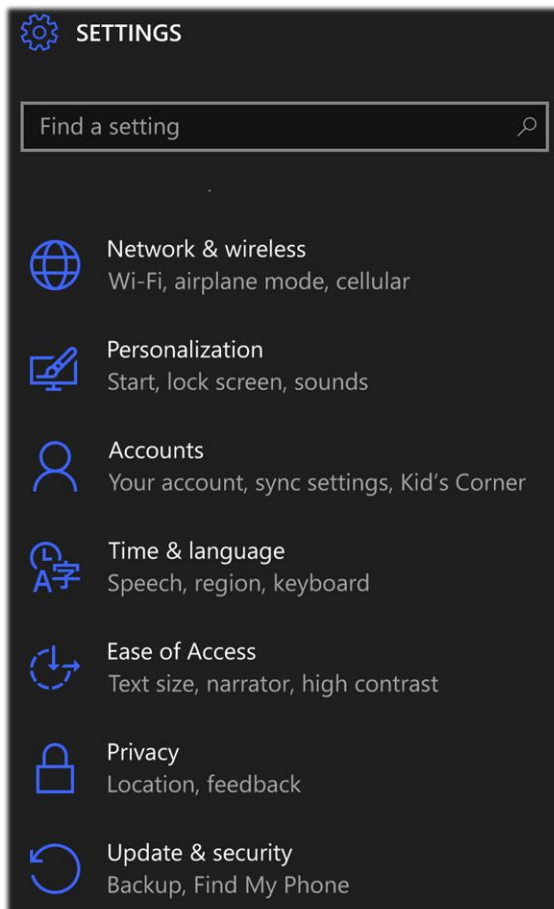 SETTINGS
Find a setting
Network & wireless
Wi-Fi, airplane mode, cellular
Personalization
Start, lock screen, sounds
Accounts
Your account, sync settings, Kid's Corner
Time & language
A字
Speech, region, keyboard
Ease of Access
Text size, narrator, high contrast
Privacy
Location, feedback
Update & security
Backup, Find My Phone